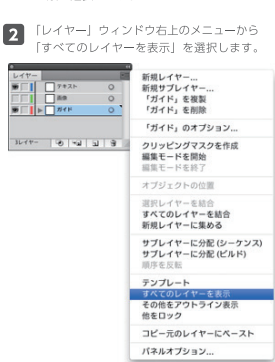 2 「レイヤー」ウィンドウ右上のメニューから
「すべてのレイヤーを表示」を選択します。
レイヤー
テキスト
画像
ガイド
3レイヤー
新規レイヤー...
新規サブレイヤー...
「ガイド」を複製
「ガイド」を削除
「ガイド」のオプション...
クリッピングマスクを作成
編集モードを開始
編集モードを終了
オブジェクトの位置
選択レイヤーを結合
すべてのレイヤーを結合
新規レイヤーに集める
サブレイヤーに分配 (シーケンス)
サブレイヤーに分配 (ビルド)
順序を反転
テンプレート
すべてのレイヤーを表示
その他をアウトライン表示
他をロック
コピー元のレイヤーにペースト
パネルオプション...